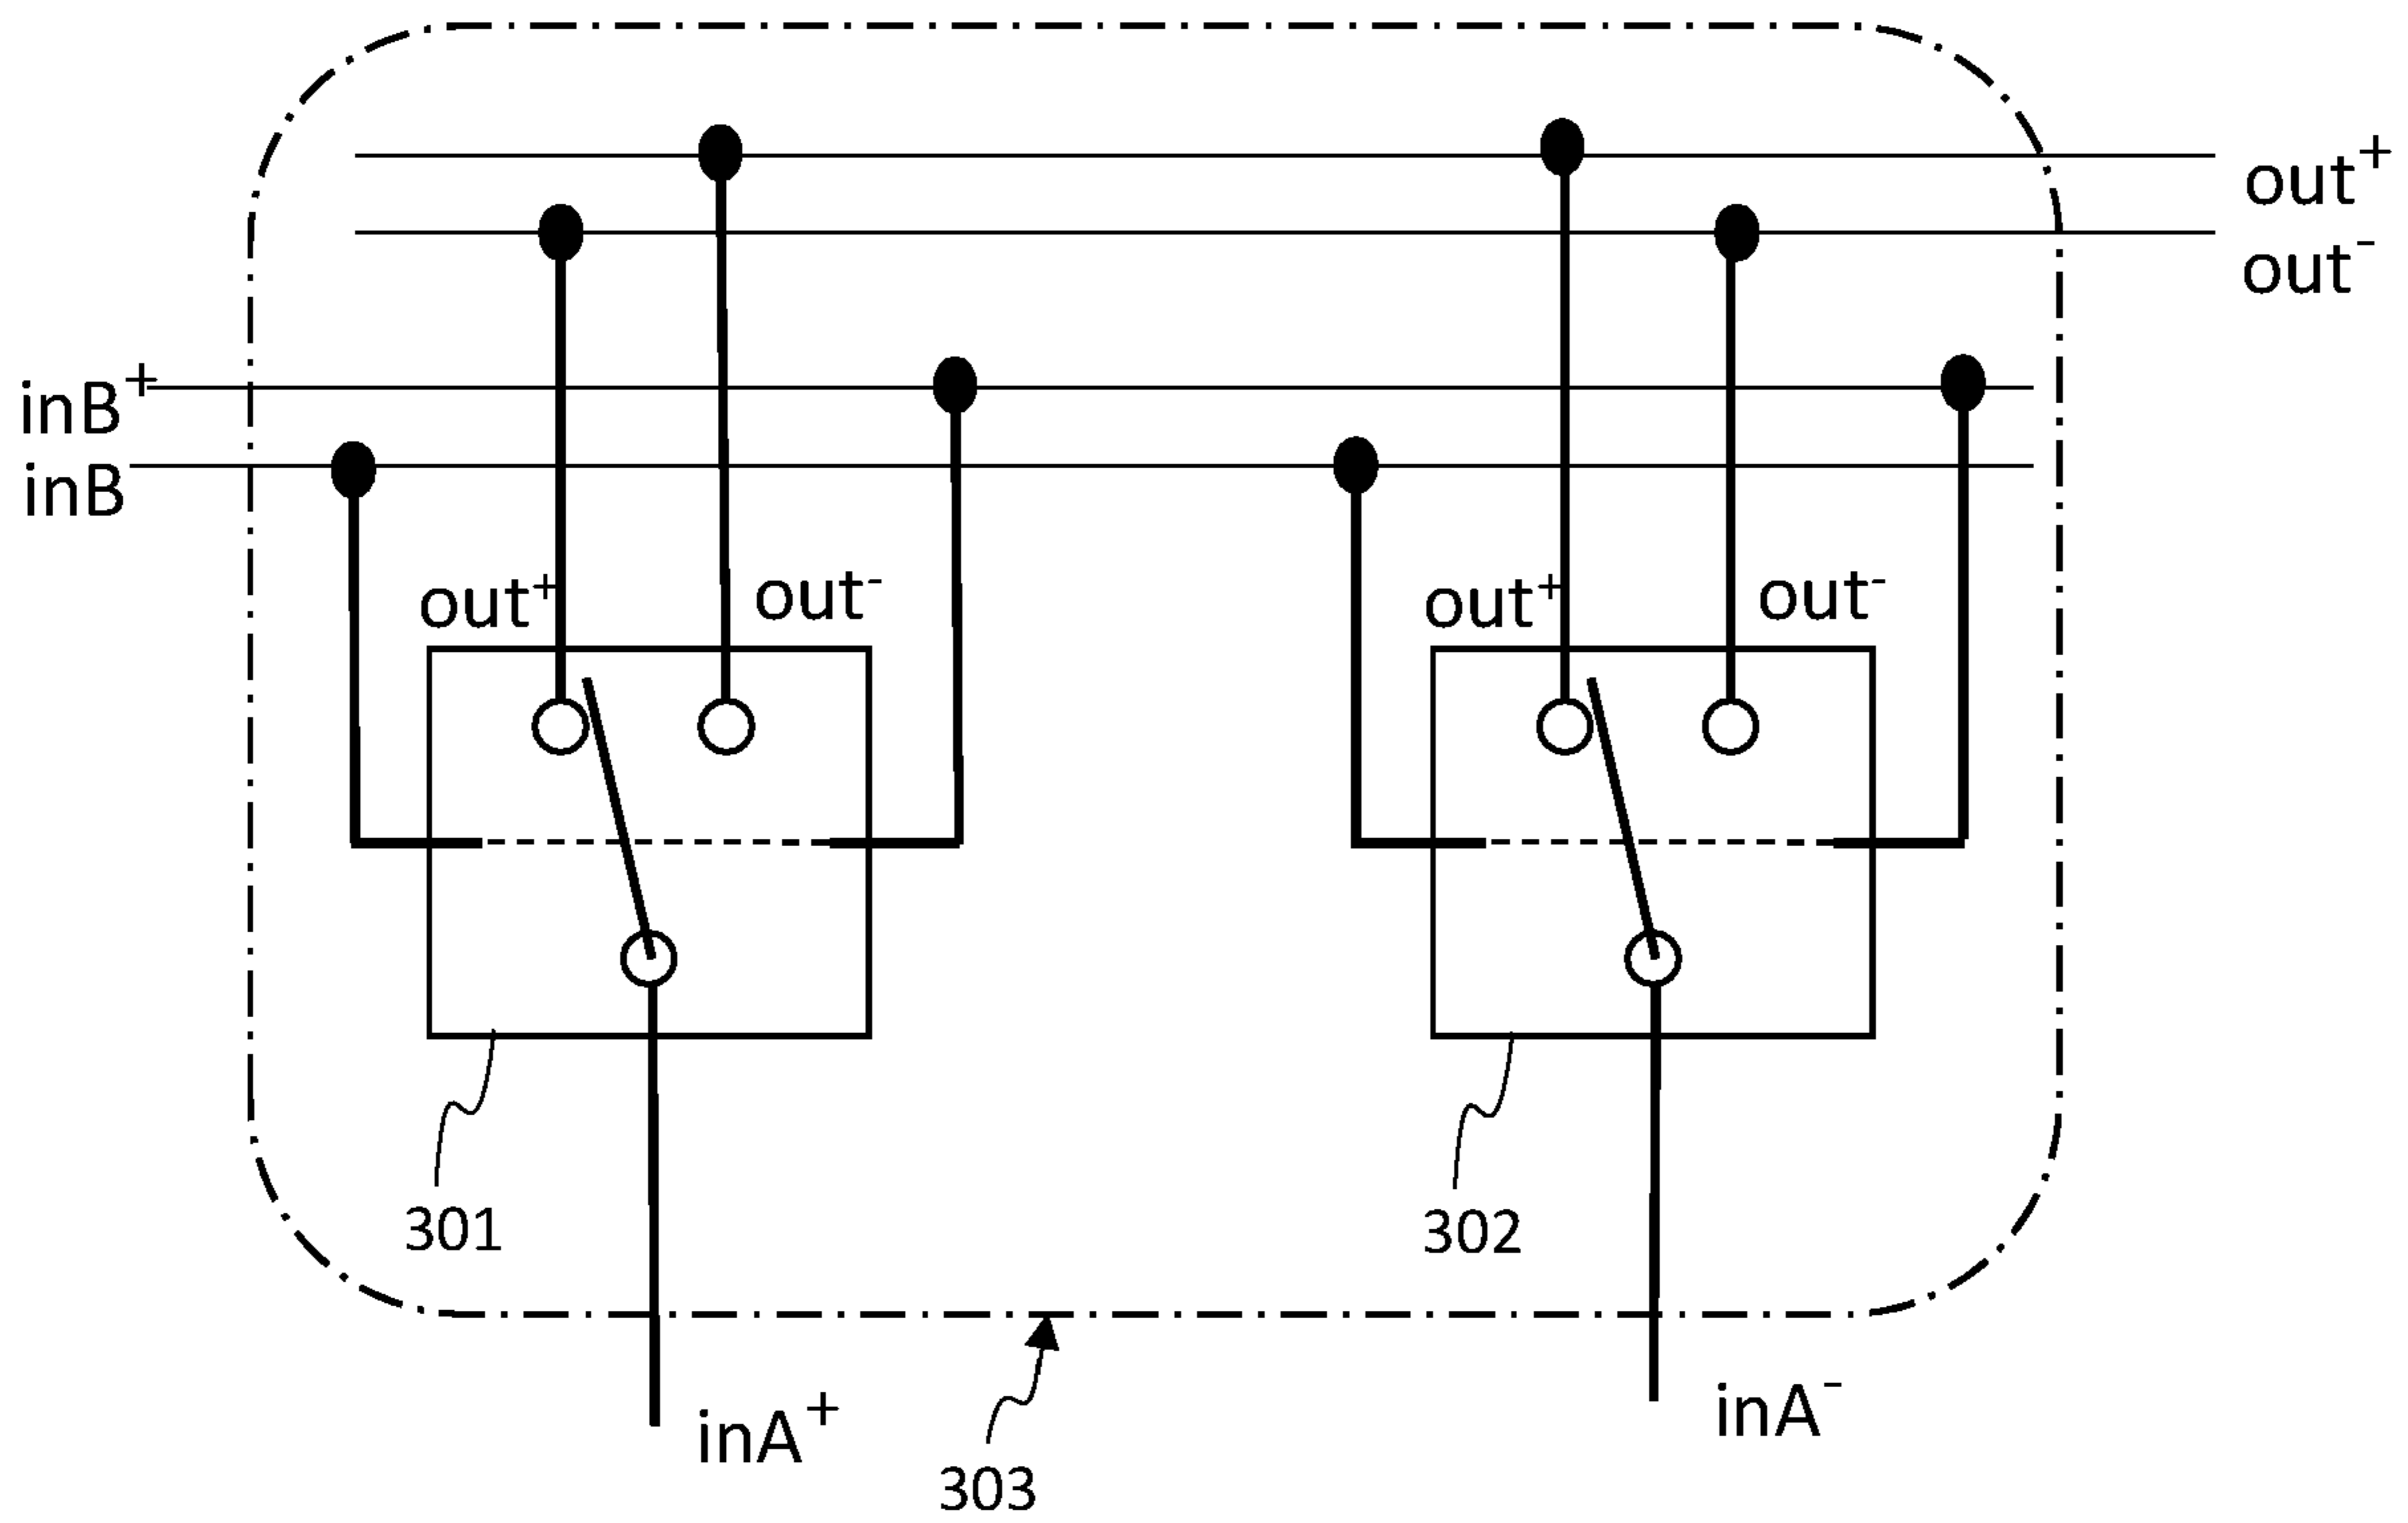 out⁺
out⁻
inB⁺
inB
out⁺ out⁻ out⁺ out⁻
301 302
inA⁺ inA⁻
303